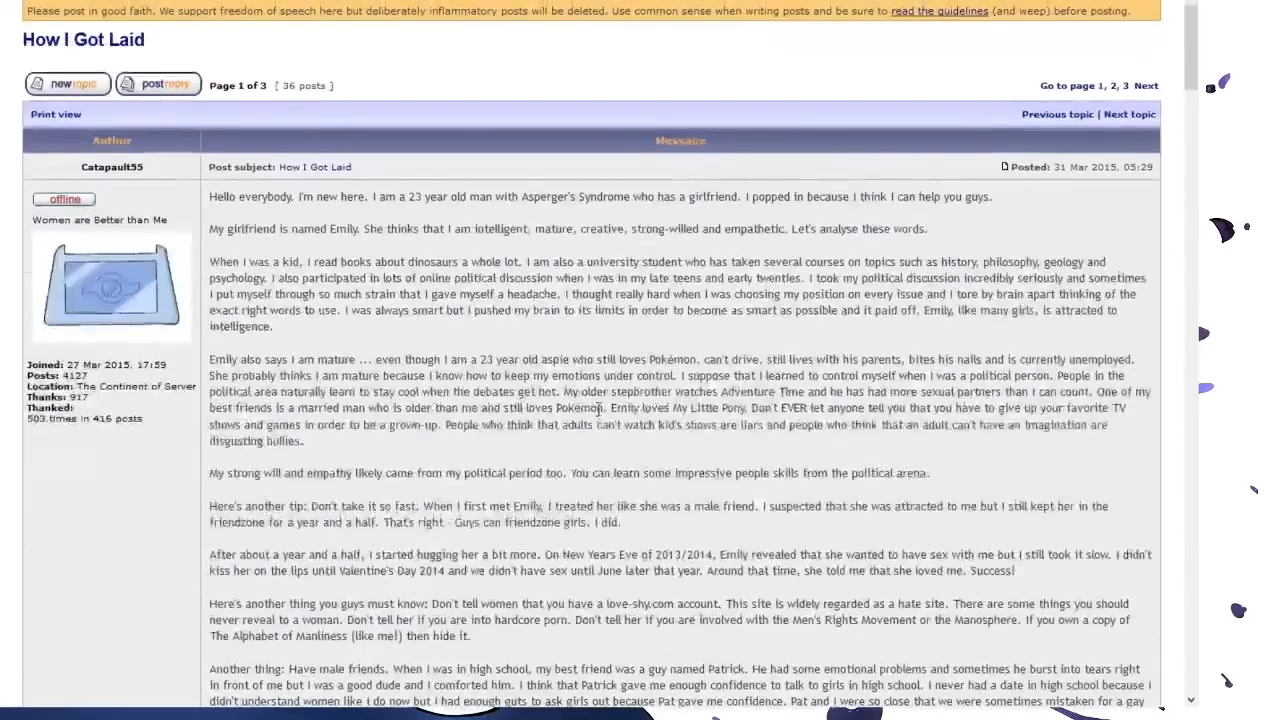 Please post in good faith. We support freedom of speech here but deliberately inflammatory posts will be deleted. Use common sense when writing posts and be sure to read the guidelines (and weep) before posting.
How I Got Laid
newtopic postreply Page 1 of 3 [ 36 posts ] Go to page 1, 2, 3 Next
Print view Previous topic | Next topic
Author Message
Catapault55 Post subject: How I Got Laid Posted: 31 Mar 2015, 05:29
offline
Women are Better than Me
Joined: 27 Mar 2015, 17:59
Posts: 4127
Location: The Continent of Server
Thanks: 917
Thanked:
503 times in 416 posts
Hello everybody. I'm new here. I am a 23 year old man with Asperger's Syndrome who has a girlfriend. I popped in because I think I can help you guys.
My girlfriend is named Emily. She thinks that I am intelligent, mature, creative, strong-willed and empathetic. Let's analyse these words.
When I was a kid, I read books about dinosaurs a whole lot. I am also a university student who has taken several courses on topics such as history, philosophy, geology and
psychology. I also participated in lots of online political discussion when I was in my late teens and early twenties. I took my political discussion incredibly seriously and sometimes
I put myself through so much strain that I gave myself a headache. I thought really hard when I was choosing my position on every issue and I tore by brain apart thinking of the
exact right words to use. I was always smart but I pushed my brain to its limits in order to become as smart as possible and it paid off. Emily, like many girls, is attracted to
intelligence.
Emily also says I am mature ... even though I am a 23 year old aspie who still loves Pokémon, can't drive, still lives with his parents, bites his nails and is currently unemployed.
She probably thinks I am mature because I know how to keep my emotions under control. I suppose that I learned to control myself when I was a political person. People in the
political area naturally learn to stay cool when the debates get hot. My older stepbrother watches Adventure Time and he has had more sexual partners than I can count. One of my
best friends is a married man who is older than me and still loves Pokemon. Emily loves My Little Pony. Don't EVER let anyone tell you that you have to give up your favorite TV
shows and games in order to be a grown-up. People who think that adults can't watch kid's shows are liars and people who think that an adult can't have an imagination are
disgusting bullies.
My strong will and empathy likely came from my political period too. You can learn some impressive people skills from the political arena.
Here's another tip: Don't take it so fast. When I first met Emily, I treated her like she was a male friend. I suspected that she was attracted to me but I still kept her in the
friendzone for a year and a half. That's right - Guys can friendzone girls. I did.
After about a year and a half, I started hugging her a bit more. On New Years Eve of 2013/2014, Emily revealed that she wanted to have sex with me but I still took it slow. I didn't
kiss her on the lips until Valentine's Day 2014 and we didn't have sex until June later that year. Around that time, she told me that she loved me. Success!
Here's another thing you guys must know: Don't tell women that you have a love-shy.com account. This site is widely regarded as a hate site. There are some things you should
never reveal to a woman. Don't tell her if you are into hardcore porn. Don't tell her if you are involved with the Men's Rights Movement or the Manosphere. If you own a copy of
The Alphabet of Manliness (like me!) then hide it.
Another thing: Have male friends. When I was in high school, my best friend was a guy named Patrick. He had some emotional problems and sometimes he burst into tears right
in front of me but I was a good dude and I comforted him. I think that Patrick gave me enough confidence to talk to girls in high school. I never had a date in high school because I
didn't understand women like I do now but I had enough guts to ask girls out because Pat gave me confidence. Pat and I were so close that we were sometimes mistaken for a gay